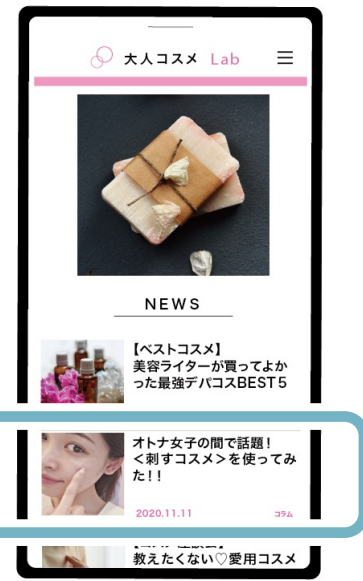 大人コスメ Lab
NEWS
【ベストコスメ】
美容ライターが買ってよか
った最強デパコスBEST5
オトナ女子の間で話題！
＜刺すコスメ＞を使ってみ
た！！
2020.11.11 コラム
教えたくない♡愛用コスメ